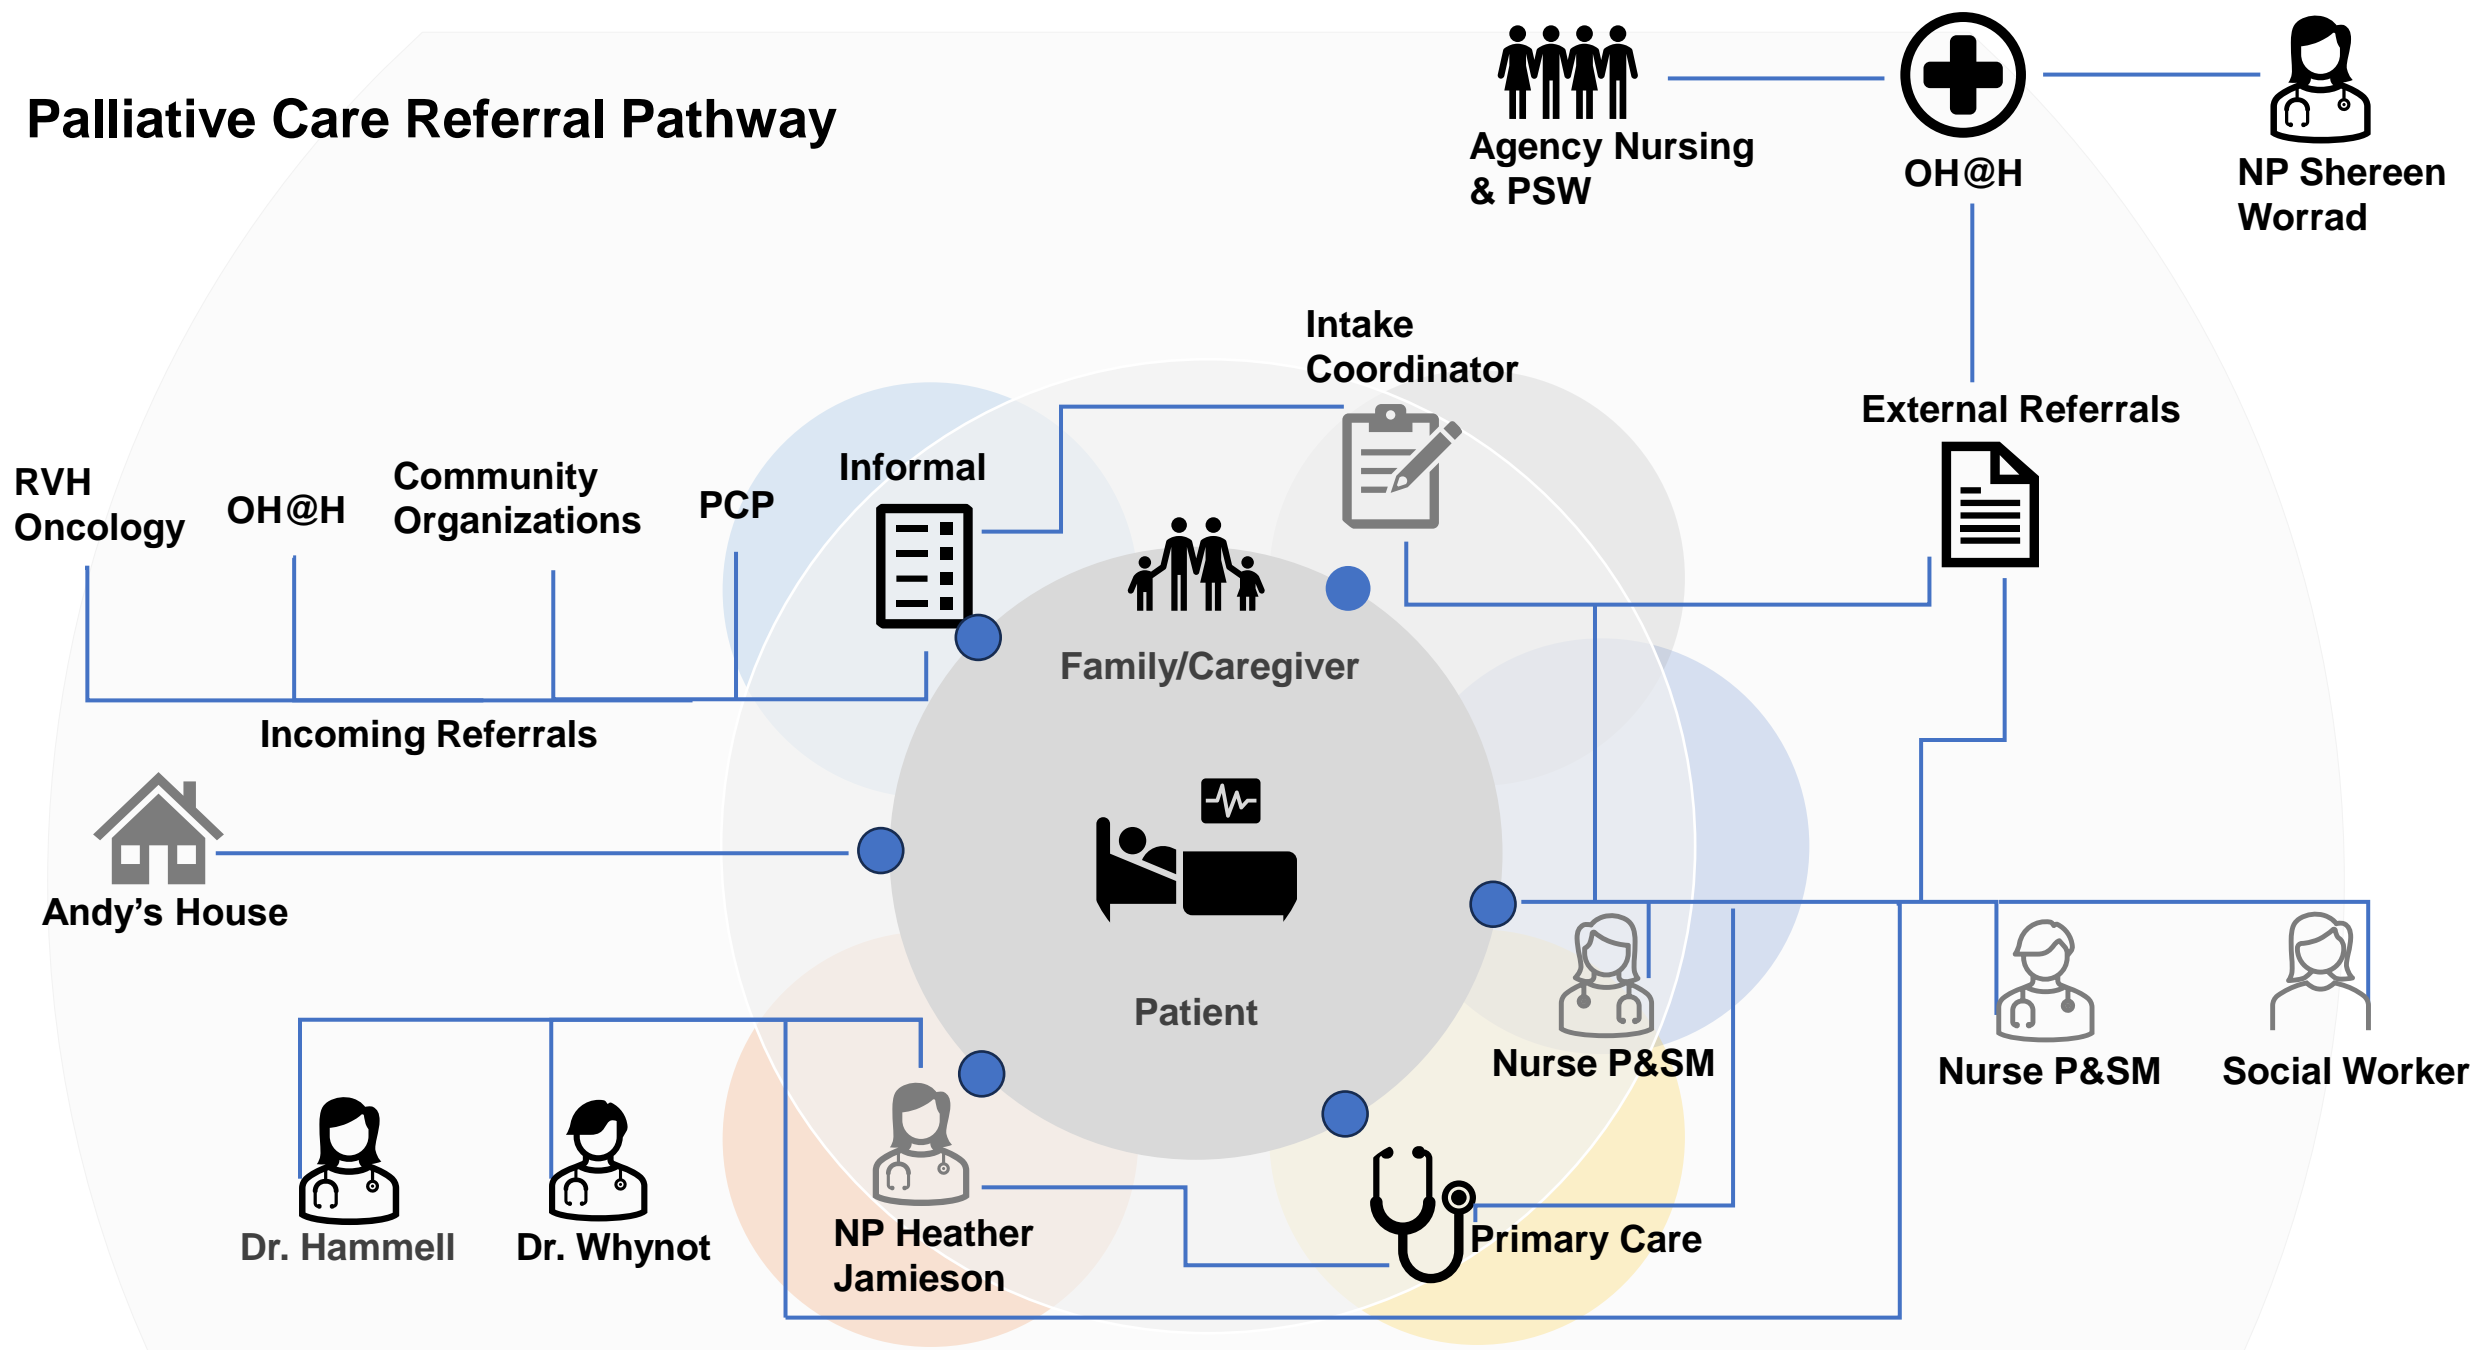 Palliative Care Referral Pathway
Agency Nursing
& PSW
OH@H
NP Shereen
Worrad
Intake
Coordinator
External Referrals
RVH
Oncology
OH@H
Community
Organizations
PCP
Informal
Family/Caregiver
Incoming Referrals
Andy’s House
Patient
Nurse P&SM
Nurse P&SM
Social Worker
Dr. Hammell
Dr. Whynot
NP Heather
Jamieson
Primary Care